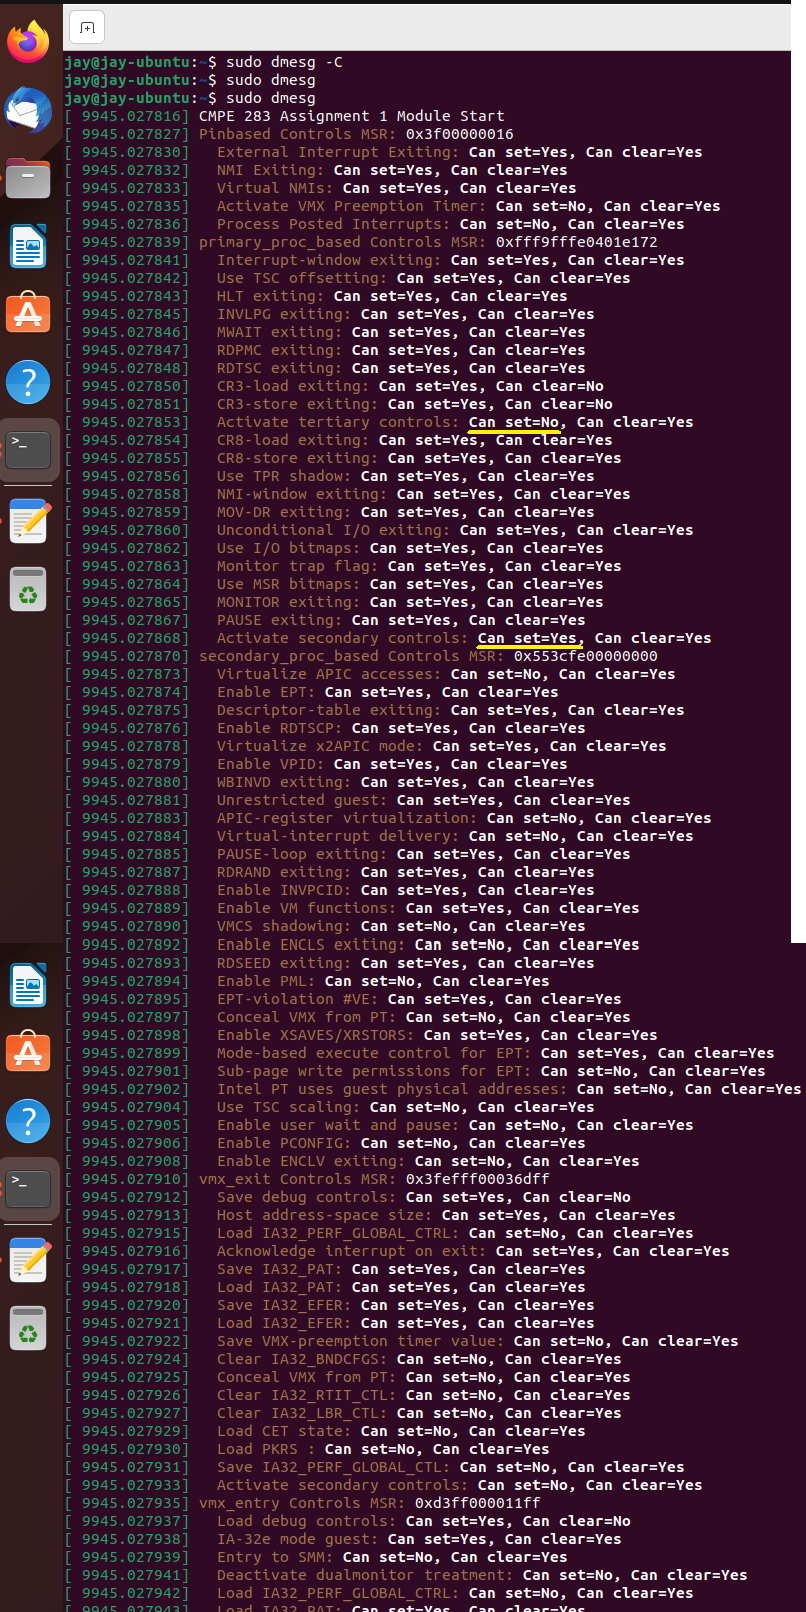 jay@jay-ubuntu:~$ sudo dmesg -C
jay@jay-ubuntu:~$ sudo dmesg
jay@jay-ubuntu:~$ sudo dmesg
[ 9945.027816] CMPE 283 Assignment 1 Module Start
[ 9945.027827] Pinbased Controls MSR: 0x3f00000016
[ 9945.027830]   External Interrupt Exiting: Can set=Yes, Can clear=Yes
[ 9945.027832]   NMI Exiting: Can set=Yes, Can clear=Yes
[ 9945.027833]   Virtual NMIs: Can set=Yes, Can clear=Yes
[ 9945.027835]   Activate VMX Preemption Timer: Can set=No, Can clear=Yes
[ 9945.027836]   Process Posted Interrupts: Can set=No, Can clear=Yes
[ 9945.027839] primary_proc_based Controls MSR: 0xfff9fffe0401e172
[ 9945.027841]   Interrupt-window exiting: Can set=Yes, Can clear=Yes
[ 9945.027842]   Use TSC offsetting: Can set=Yes, Can clear=Yes
[ 9945.027843]   HLT exiting: Can set=Yes, Can clear=Yes
[ 9945.027845]   INVLPG exiting: Can set=Yes, Can clear=Yes
[ 9945.027846]   MWAIT exiting: Can set=Yes, Can clear=Yes
[ 9945.027847]   RDPMC exiting: Can set=Yes, Can clear=Yes
[ 9945.027848]   RDTSC exiting: Can set=Yes, Can clear=Yes
[ 9945.027850]   CR3-load exiting: Can set=Yes, Can clear=No
[ 9945.027851]   CR3-store exiting: Can set=Yes, Can clear=No
[ 9945.027853]   Activate tertiary controls: Can set=No, Can clear=Yes
[ 9945.027854]   CR8-load exiting: Can set=Yes, Can clear=Yes
[ 9945.027855]   CR8-store exiting: Can set=Yes, Can clear=Yes
[ 9945.027856]   Use TPR shadow: Can set=Yes, Can clear=Yes
[ 9945.027858]   NMI-window exiting: Can set=Yes, Can clear=Yes
[ 9945.027859]   MOV-DR exiting: Can set=Yes, Can clear=Yes
[ 9945.027860]   Unconditional I/O exiting: Can set=Yes, Can clear=Yes
[ 9945.027862]   Use I/O bitmaps: Can set=Yes, Can clear=Yes
[ 9945.027863]   Monitor trap flag: Can set=Yes, Can clear=Yes
[ 9945.027864]   Use MSR bitmaps: Can set=Yes, Can clear=Yes
[ 9945.027865]   MONITOR exiting: Can set=Yes, Can clear=Yes
[ 9945.027867]   PAUSE exiting: Can set=Yes, Can clear=Yes
[ 9945.027868]   Activate secondary controls: Can set=Yes, Can clear=Yes
[ 9945.027870] secondary_proc_based Controls MSR: 0x553cfe00000000
[ 9945.027873]   Virtualize APIC accesses: Can set=No, Can clear=Yes
[ 9945.027874]   Enable EPT: Can set=Yes, Can clear=Yes
[ 9945.027875]   Descriptor-table exiting: Can set=Yes, Can clear=Yes
[ 9945.027876]   Enable RDTSCP: Can set=Yes, Can clear=Yes
[ 9945.027878]   Virtualize x2APIC mode: Can set=Yes, Can clear=Yes
[ 9945.027879]   Enable VPID: Can set=Yes, Can clear=Yes
[ 9945.027880]   WBINVD exiting: Can set=Yes, Can clear=Yes
[ 9945.027881]   Unrestricted guest: Can set=Yes, Can clear=Yes
[ 9945.027883]   APIC-register virtualization: Can set=No, Can clear=Yes
[ 9945.027884]   Virtual-interrupt delivery: Can set=No, Can clear=Yes
[ 9945.027885]   PAUSE-loop exiting: Can set=Yes, Can clear=Yes
[ 9945.027887]   RDRAND exiting: Can set=Yes, Can clear=Yes
[ 9945.027888]   Enable INVPCID: Can set=Yes, Can clear=Yes
[ 9945.027889]   Enable VM functions: Can set=Yes, Can clear=Yes
[ 9945.027890]   VMCS shadowing: Can set=No, Can clear=Yes
[ 9945.027892]   Enable ENCLS exiting: Can set=No, Can clear=Yes
[ 9945.027893]   RDSEED exiting: Can set=Yes, Can clear=Yes
[ 9945.027894]   Enable PML: Can set=No, Can clear=Yes
[ 9945.027895]   EPT-violation #VE: Can set=Yes, Can clear=Yes
[ 9945.027897]   Conceal VMX from PT: Can set=No, Can clear=Yes
[ 9945.027898]   Enable XSAVES/XRSTORS: Can set=Yes, Can clear=Yes
[ 9945.027899]   Mode-based execute control for EPT: Can set=Yes, Can clear=Yes
[ 9945.027901]   Sub-page write permissions for EPT: Can set=No, Can clear=Yes
[ 9945.027902]   Intel PT uses guest physical addresses: Can set=No, Can clear=Yes
[ 9945.027904]   Use TSC scaling: Can set=No, Can clear=Yes
[ 9945.027905]   Enable user wait and pause: Can set=No, Can clear=Yes
[ 9945.027906]   Enable PCONFIG: Can set=No, Can clear=Yes
[ 9945.027908]   Enable ENCLV exiting: Can set=No, Can clear=Yes
[ 9945.027910] vmx_exit Controls MSR: 0x3fefff00036dff
[ 9945.027912]   Save debug controls: Can set=Yes, Can clear=No
[ 9945.027913]   Host address-space size: Can set=Yes, Can clear=Yes
[ 9945.027915]   Load IA32_PERF_GLOBAL_CTRL: Can set=No, Can clear=Yes
[ 9945.027916]   Acknowledge interrupt on exit: Can set=Yes, Can clear=Yes
[ 9945.027917]   Save IA32_PAT: Can set=Yes, Can clear=Yes
[ 9945.027918]   Load IA32_PAT: Can set=Yes, Can clear=Yes
[ 9945.027920]   Save IA32_EFER: Can set=Yes, Can clear=Yes
[ 9945.027921]   Load IA32_EFER: Can set=Yes, Can clear=Yes
[ 9945.027922]   Save VMX-preemption timer value: Can set=No, Can clear=Yes
[ 9945.027924]   Clear IA32_BNDCFGS: Can set=No, Can clear=Yes
[ 9945.027925]   Conceal VMX from PT: Can set=No, Can clear=Yes
[ 9945.027926]   Clear IA32_RTIT_CTL: Can set=No, Can clear=Yes
[ 9945.027927]   Clear IA32_LBR_CTL: Can set=No, Can clear=Yes
[ 9945.027929]   Load CET state: Can set=No, Can clear=Yes
[ 9945.027930]   Load PKRS : Can set=No, Can clear=Yes
[ 9945.027931]   Save IA32_PERF_GLOBAL_CTL: Can set=No, Can clear=Yes
[ 9945.027933]   Activate secondary controls: Can set=No, Can clear=Yes
[ 9945.027935] vmx_entry Controls MSR: 0xd3ff000011ff
[ 9945.027937]   Load debug controls: Can set=Yes, Can clear=No
[ 9945.027938]   IA-32e mode guest: Can set=Yes, Can clear=Yes
[ 9945.027939]   Entry to SMM: Can set=No, Can clear=Yes
[ 9945.027941]   Deactivate dualmonitor treatment: Can set=No, Can clear=Yes
[ 9945.027942]   Load IA32_PERF_GLOBAL_CTRL: Can set=No, Can clear=Yes
[ 9945.027943]   Load IA32_PAT: Can set=Yes, Can clear=Yes